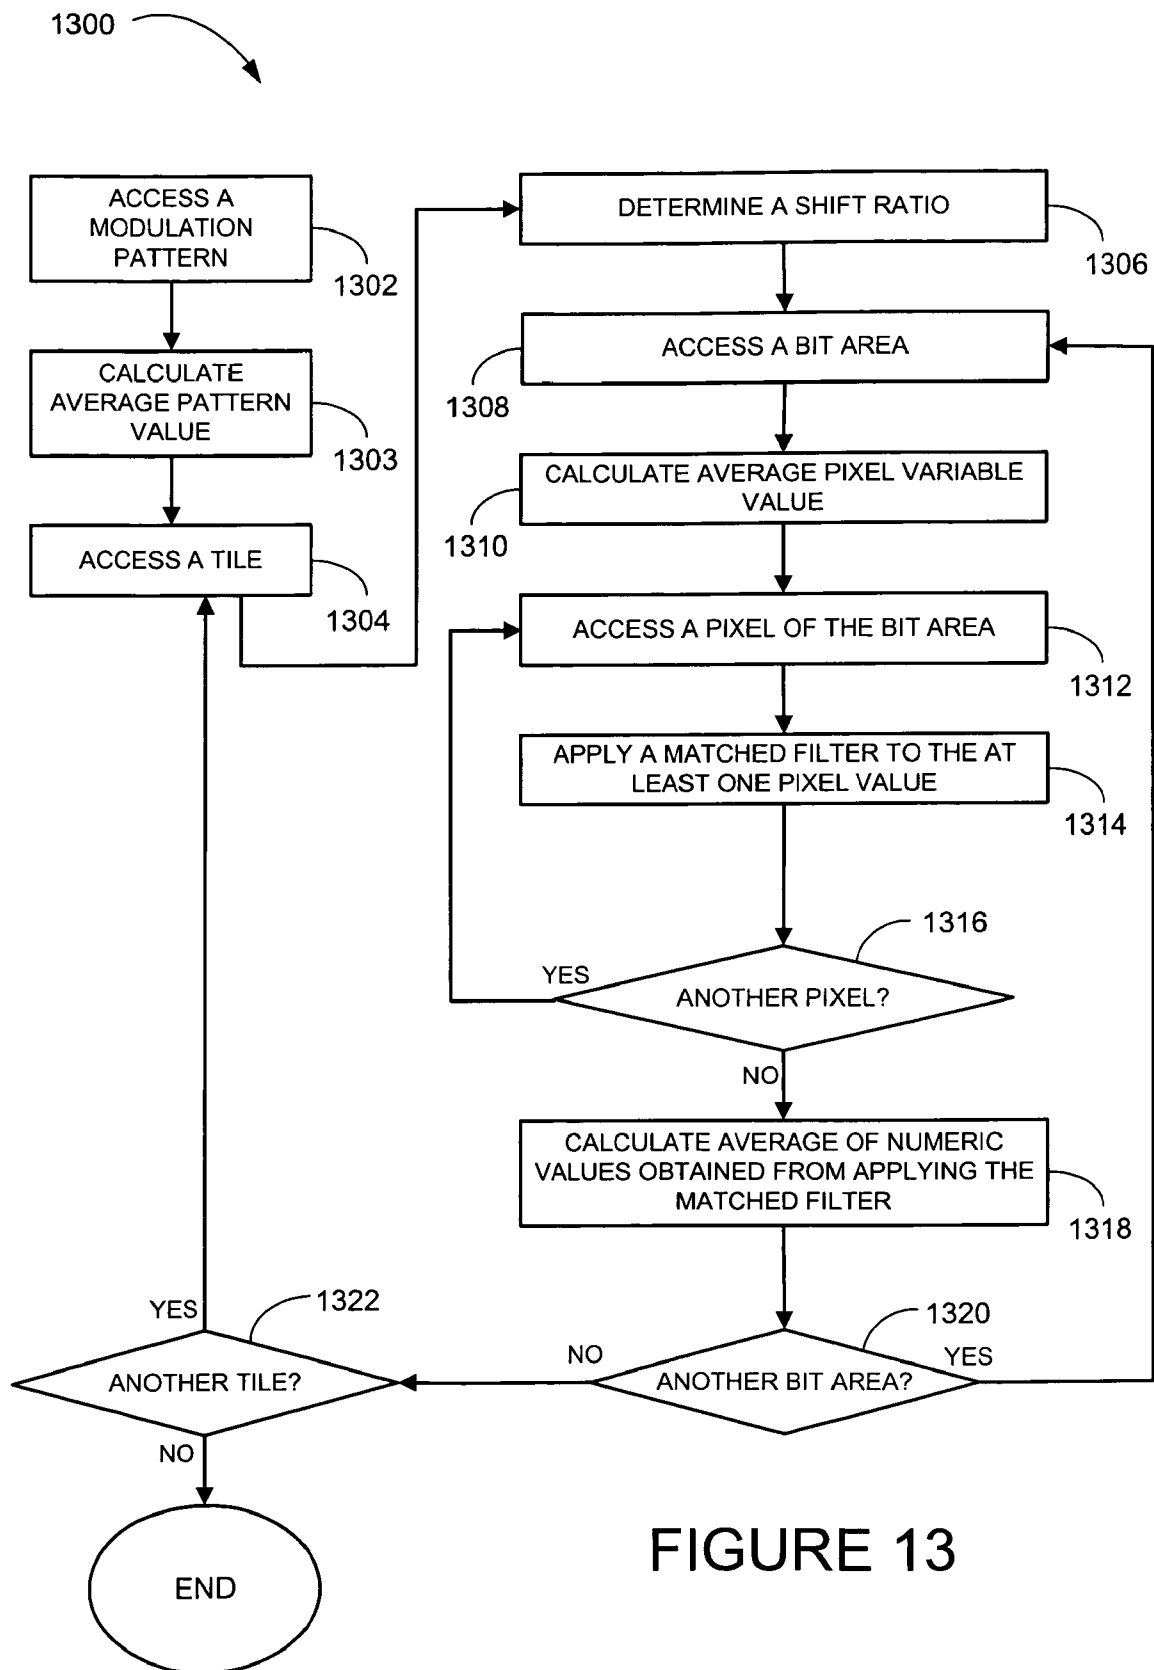 1300
ACCESS A
MODULATION
PATTERN
1302
CALCULATE
AVERAGE PATTERN
VALUE
1303
ACCESS A TILE
1304
DETERMINE A SHIFT RATIO
1306
ACCESS A BIT AREA
1308
CALCULATE AVERAGE PIXEL VARIABLE
VALUE
1310
ACCESS A PIXEL OF THE BIT AREA
1312
APPLY A MATCHED FILTER TO THE AT
LEAST ONE PIXEL VALUE
1314
1316
YES
ANOTHER PIXEL?
NO
CALCULATE AVERAGE OF NUMERIC
VALUES OBTAINED FROM APPLYING THE
MATCHED FILTER
1318
1320
NO
YES
ANOTHER BIT AREA?
1322
YES
ANOTHER TILE?
NO
END
FIGURE 13